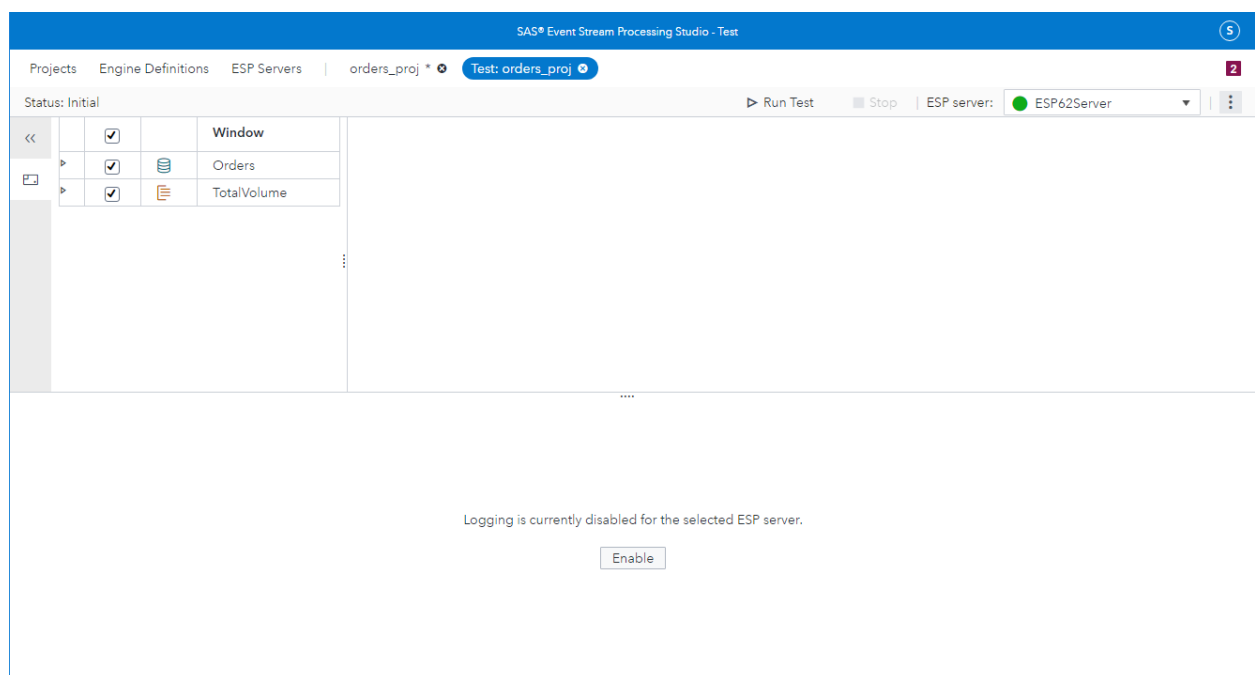 SAS® Event Stream Processing Studio - Test
S
Projects Engine Definitions ESP Servers | orders_proj * Test: orders_proj 2
Status: Initial Run Test Stop | ESP server: ESP62Server
Window
Orders
TotalVolume
Logging is currently disabled for the selected ESP server.
Enable